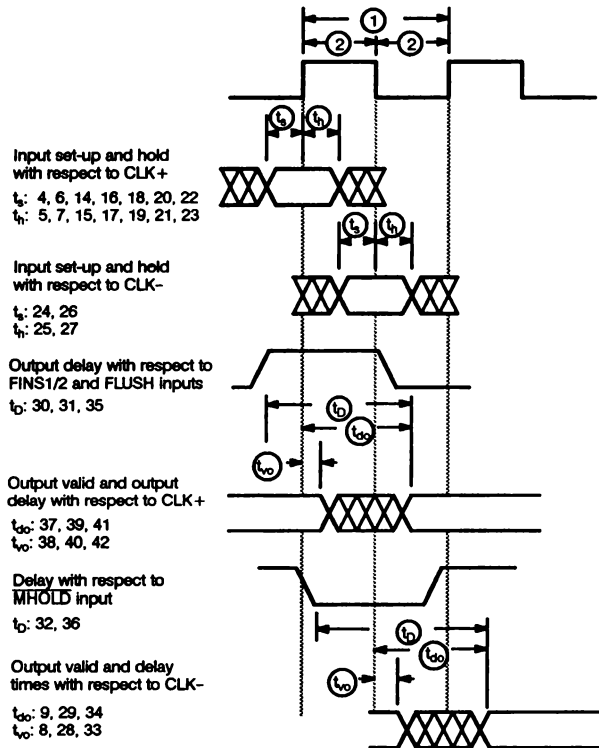 1
2 2
ts th
Input set-up and hold
with respect to CLK+
ts: 4, 6, 14, 16, 18, 20, 22
th: 5, 7, 15, 17, 19, 21, 23
ts th
Input set-up and hold
with respect to CLK-
ts: 24, 26
th: 25, 27
Output delay with respect to
FINS1/2 and FLUSH inputs
tD: 30, 31, 35
tD
tdo
tvo
Output valid and output
delay with respect to CLK+
tdo: 37, 39, 41
tvo: 38, 40, 42
Delay with respect to
MHOLD input
tD: 32, 36
tD
tdo
tvo
Output valid and delay
times with respect to CLK-
tdo: 9, 29, 34
tvo: 8, 28, 33